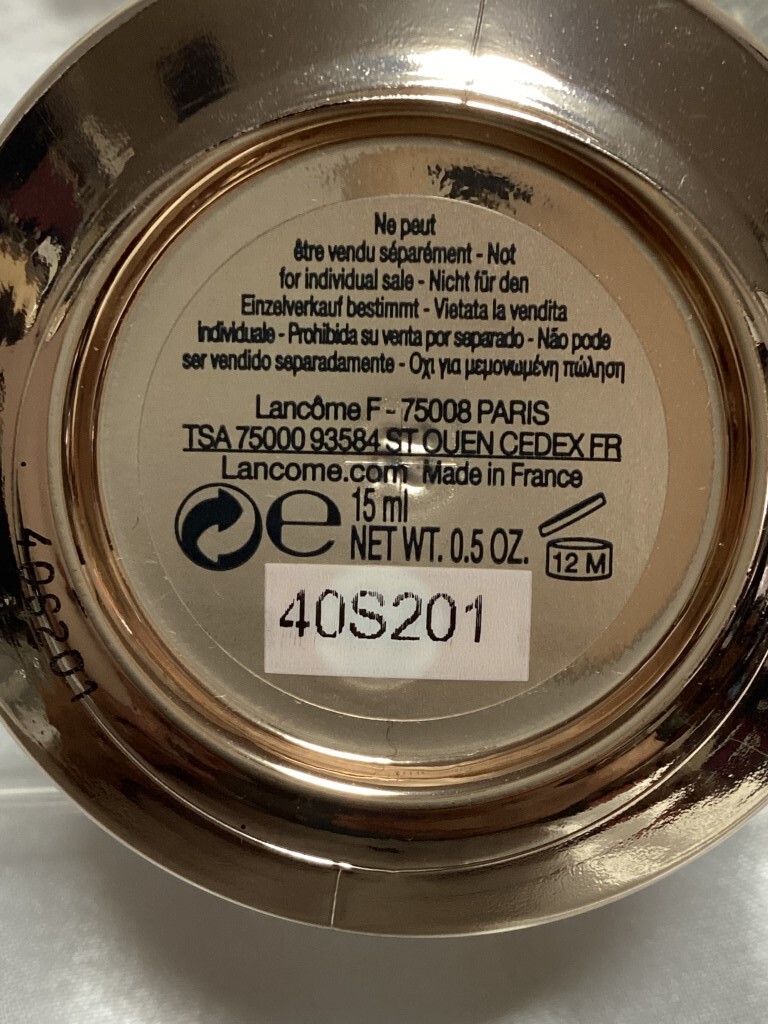 Ne peut
être vendu séparément - Not
for individual sale - Nicht für den
Einzelverkauf bestimmt - Vietata la vendita
individuale - Prohibida su venta por separado - Não pode
ser vendido separadamente - Οχι για μεμονωμένη πώληση
Lancôme F - 75008 PARIS
TSA 75000 93584 ST OUEN CEDEX FR
Lancome.com Made in France
e 15 ml
NET WT. 0.5 OZ.
12 M
40S201
40S201